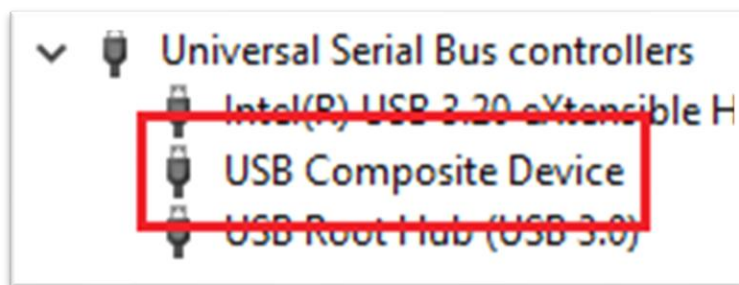 Universal Serial Bus controllers
Intel(R) USB 3.20 eXtensible H
USB Composite Device
USB Root Hub (USB 3.0)